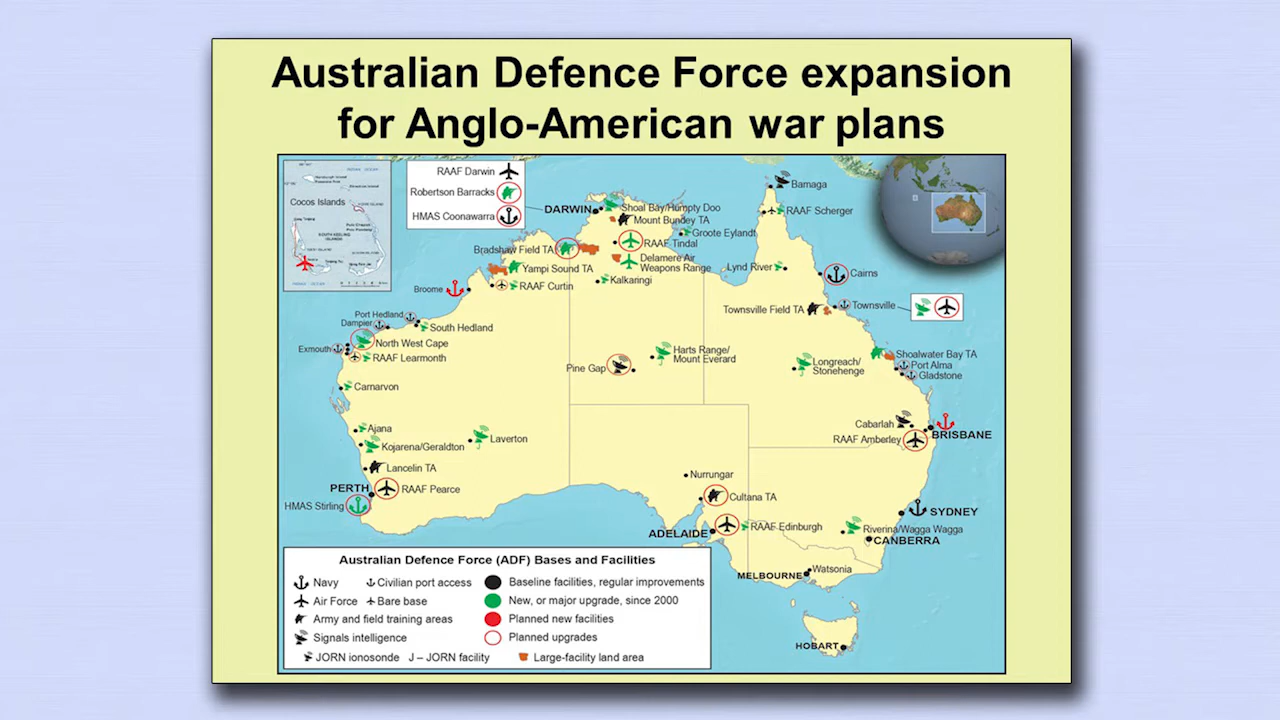 Australian Defence Force expansion
for Anglo-American war plans
Cocos Islands
RAAF Darwin
Robertson Barracks
HMAS Coonawarra
DARWIN
Shoal Bay/Humpty Doo
Mount Bundey TA
Groote Eylandt
RAAF Tindal
Bradshaw Field TA
Delamere Air
Weapons Range
Yampi Sound TA
Kalkaringi
RAAF Curtin
Broome
Bamaga
RAAF Scherger
Lynd River
Cairns
Townsville Field TA
Townsville
Port Hedland
Dampier
South Hedland
Exmouth
North West Cape
RAAF Learmonth
Carnarvon
Pine Gap
Harts Range/
Mount Everard
Longreach/
Stonehenge
Shoalwater Bay TA
Port Alma
Gladstone
Ajana
Kojarena/Geraldton
Laverton
Lancelin TA
PERTH
RAAF Pearce
HMAS Stirling
Cabarlah
RAAF Amberley
BRISBANE
Nurrungar
Cultana TA
ADELAIDE
RAAF Edinburgh
SYDNEY
Riverina/Wagga Wagga
CANBERRA
MELBOURNE
Watsonia
HOBART
Australian Defence Force (ADF) Bases and Facilities
Navy Civilian port access Baseline facilities, regular improvements
Air Force Bare base New, or major upgrade, since 2000
Army and field training areas Planned new facilities
Signals intelligence Planned upgrades
JORN ionosonde J – JORN facility Large-facility land area